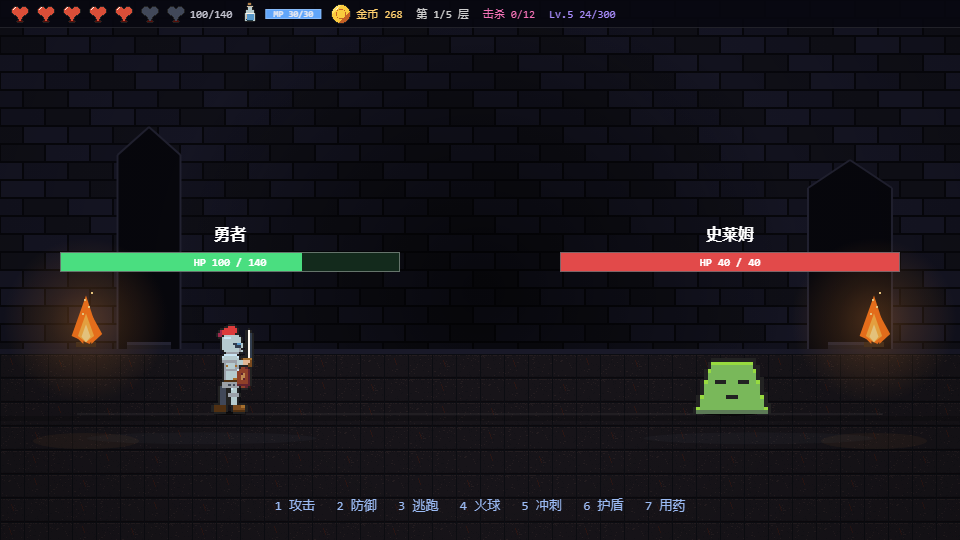 100/140 MP 30/30 金币 268 第 1/5 层 击杀 0/12 Lv.5 24/300
勇者 史莱姆
HP 100 / 140 HP 40 / 40
1 攻击 2 防御 3 逃跑 4 火球 5 冲刺 6 护盾 7 用药